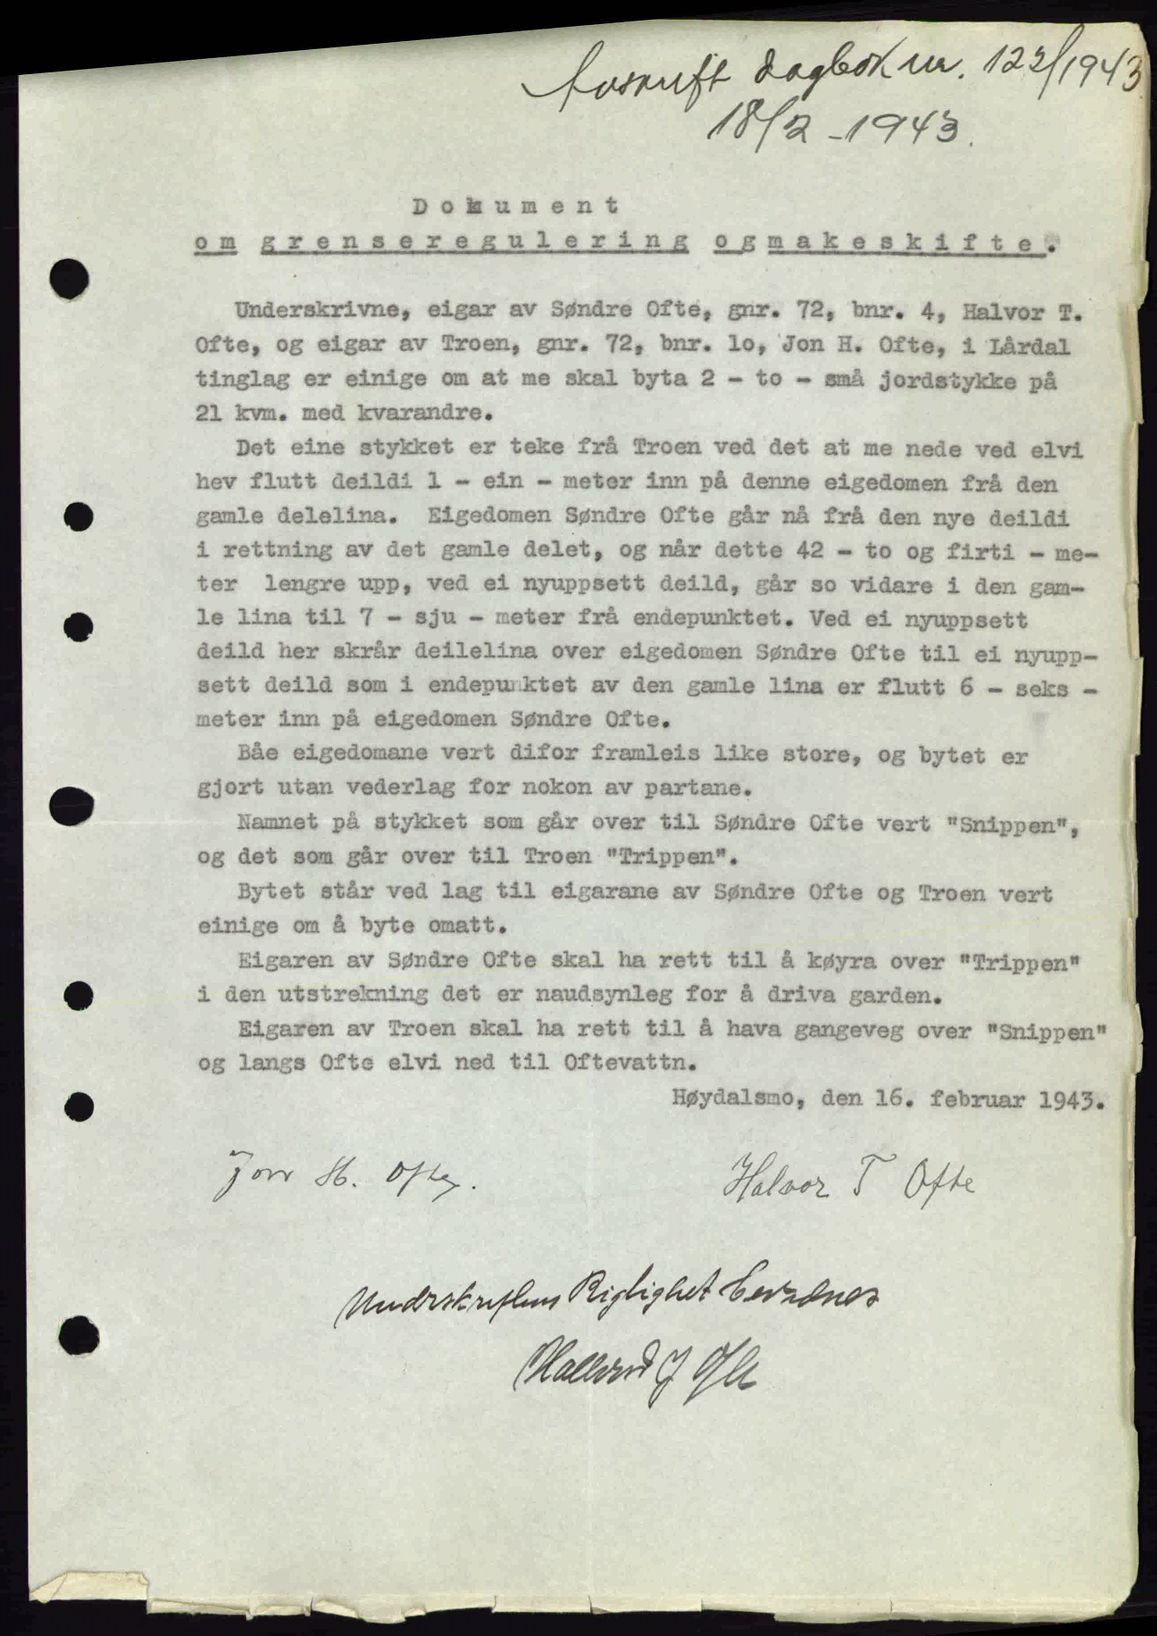 Avskrift dagbok nr. 122/1943
18/2 - 1943.
Dokument
om grenseregulering og makeskifte.
Underskrivne, eigar av Søndre Ofte, gnr. 72, bnr. 4, Halvor T.
Ofte, og eigar av Troen, gnr. 72, bnr. 1o, Jon H. Ofte, i Lårdal
tinglag er einige om at me skal byta 2 - to - små jordstykke på
21 kvm. med kvarandre.
Det eine stykket er teke frå Troen ved det at me nede ved elvi
hev flutt deildi 1 - ein - meter inn på denne eigedomen frå den
gamle delelina. Eigedomen Søndre Ofte går nå frå den nye deildi
i rettning av det gamle delet, og når dette 42 - to og firti - me-
ter lengre upp, ved ei nyuppsett deild, går so vidare i den gam-
le lina til 7 - sju - meter frå endepunktet. Ved ei nyuppsett
deild her skrår deilelina over eigedomen Søndre Ofte til ei nyupp-
sett deild som i endepunktet av den gamle lina er flutt 6 - seks -
meter inn på eigedomen Søndre Ofte.
Båe eigedomane vert difor framleis like store, og bytet er
gjort utan vederlag for nokon av partane.
Namnet på stykket som går over til Søndre Ofte vert "Snippen",
og det som går over til Troen "Trippen".
Bytet står ved lag til eigarane av Søndre Ofte og Troen vert
einige om å byte omatt.
Eigaren av Søndre Ofte skal ha rett til å køyra over "Trippen"
i den utstrekning det er naudsynleg for å driva garden.
Eigaren av Troen skal ha rett til å hava gangeveg over "Snippen"
og langs Ofte elvi ned til Oftevattn.
Høydalsmo, den 16. februar 1943.
Jon H. Ofte. Halvor T Ofte
Underskriftens Rigtighet bevidnes
Hallvard J Ofte